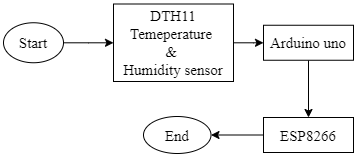 Start
DTH11
Temeperature
&
Humidity sensor
Arduino uno
ESP8266
End